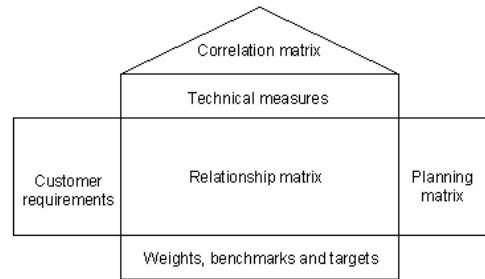 Correlation matrix
Technical measures
Customer
requirements
Relationship matrix
Planning
matrix
Weights, benchmarks and targets